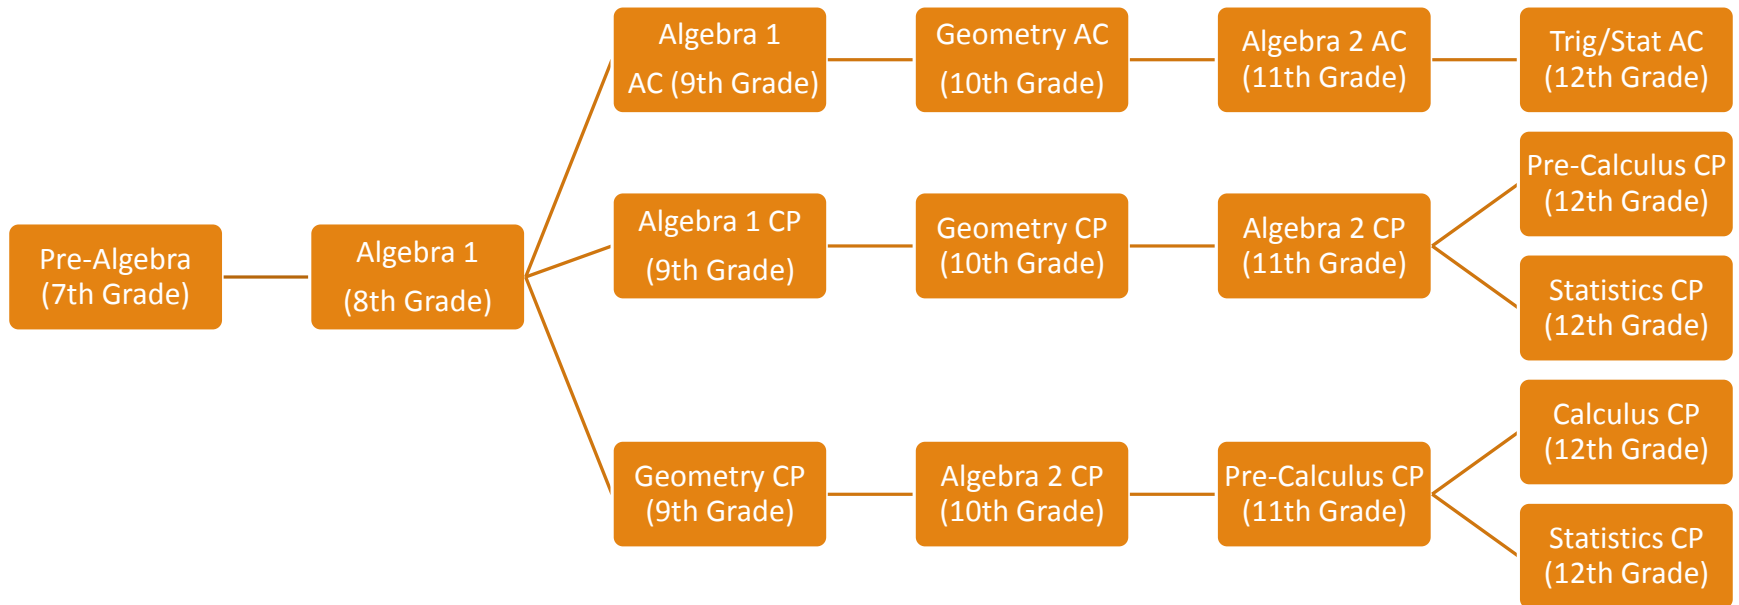 Pre-Algebra
(7th Grade)
Algebra 1
(8th Grade)
Algebra 1
AC (9th Grade)
Geometry AC
(10th Grade)
Algebra 2 AC
(11th Grade)
Trig/Stat AC
(12th Grade)
Algebra 1 CP
(9th Grade)
Geometry CP
(10th Grade)
Algebra 2 CP
(11th Grade)
Pre-Calculus CP
(12th Grade)
Statistics CP
(12th Grade)
Geometry CP
(9th Grade)
Algebra 2 CP
(10th Grade)
Pre-Calculus CP
(11th Grade)
Calculus CP
(12th Grade)
Statistics CP
(12th Grade)